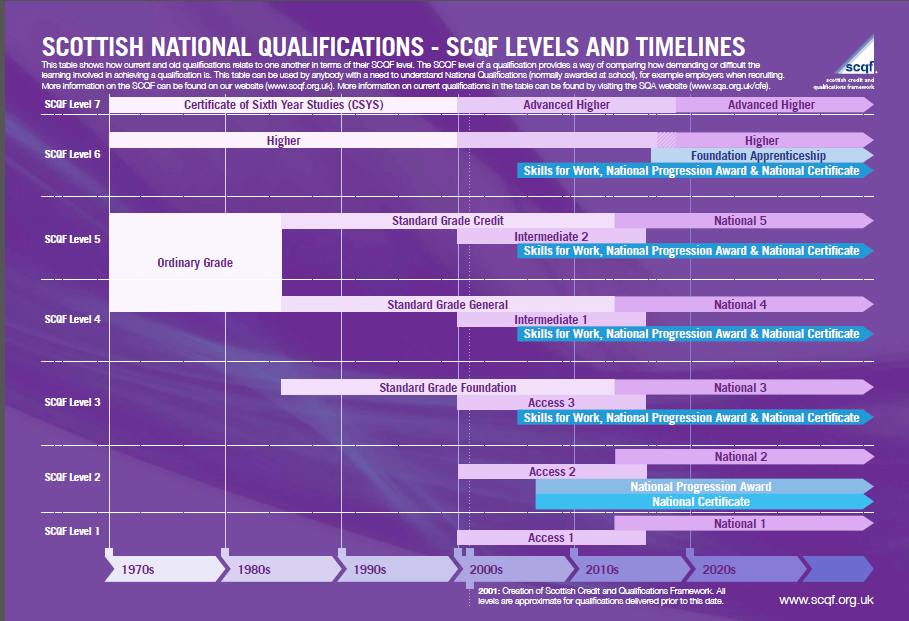 SCOTTISH NATIONAL QUALIFICATIONS - SCQF LEVELS AND TIMELINES
This table shows how current and old qualifications relate to one another in terms of their SCQF level. The SCQF level of a qualification provides a way of comparing how demanding or difficult the
learning involved in achieving a qualification is. This table can be used by anybody with a need to understand National Qualifications (normally awarded at school), for example employers when recruiting.
More information on the SCQF can be found on our website (www.scqf.org.uk). More information on current qualifications in the table can be found by visiting the SQA website (www.sqa.org.uk/cfe).
scqf.
scottish credit and
qualifications framework
SCQF Level 7
Certificate of Sixth Year Studies (CSYS)
Advanced Higher
Advanced Higher
SCQF Level 6
Higher
Higher
Foundation Apprenticeship
Skills for Work, National Progression Award & National Certificate
SCQF Level 5
Ordinary Grade
Standard Grade Credit
National 5
Intermediate 2
Skills for Work, National Progression Award & National Certificate
SCQF Level 4
Standard Grade General
National 4
Intermediate 1
Skills for Work, National Progression Award & National Certificate
SCQF Level 3
Standard Grade Foundation
National 3
Access 3
Skills for Work, National Progression Award & National Certificate
SCQF Level 2
National 2
Access 2
National Progression Award
National Certificate
SCQF Level 1
National 1
Access 1
1970s
1980s
1990s
2000s
2010s
2020s
2001: Creation of Scottish Credit and Qualifications Framework. All
levels are approximate for qualifications delivered prior to this date.
www.scqf.org.uk